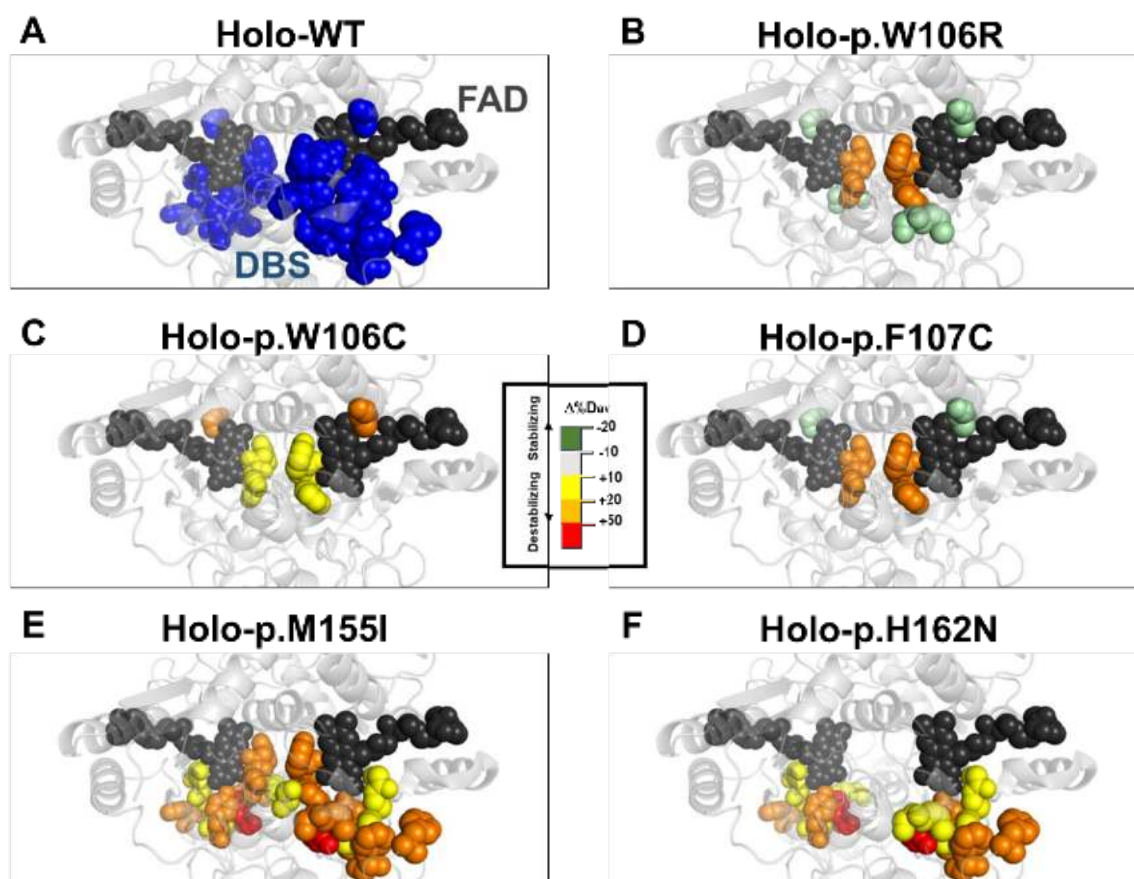 A Holo-WT
FAD
DBS
B Holo-p.W106R
C Holo-p.W106C
D Holo-p.F107C
Stabilizing
Destabilizing
-20
-10
+10
+20
+50
E Holo-p.M155I
F Holo-p.H162N